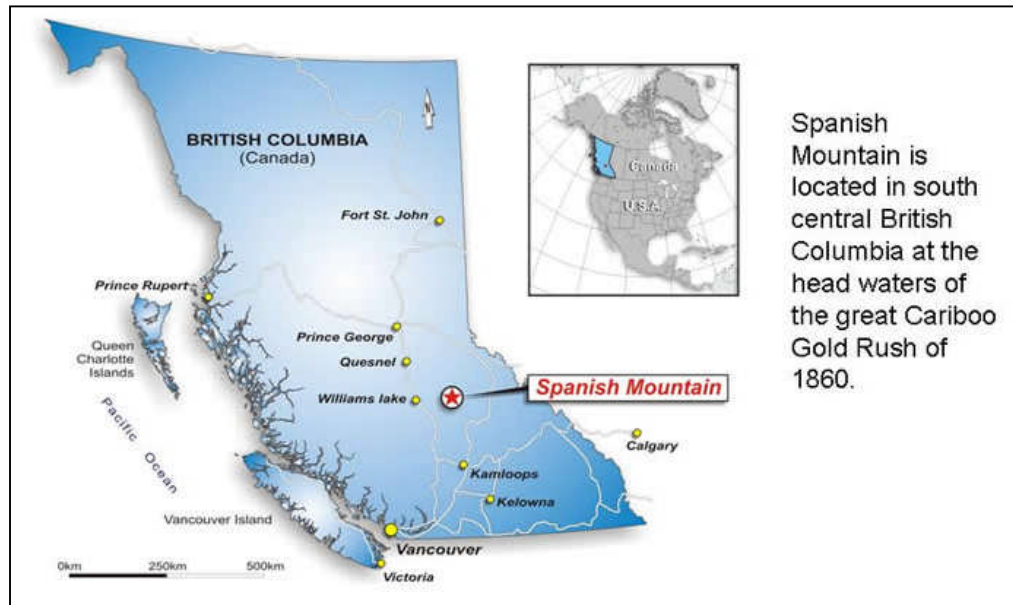 BRITISH COLUMBIA
(Canada)
N
Fort St. John
Prince Rupert
Queen
Charlotte
Islands
Prince George
Quesnel
Williams lake
Spanish Mountain
Calgary
Kamloops
Kelowna
Pacific Ocean
Vancouver Island
Vancouver
Victoria
0km 250km 500km
Canada
U.S.A.
Spanish
Mountain is
located in south
central British
Columbia at the
head waters of
the great Cariboo
Gold Rush of
1860.